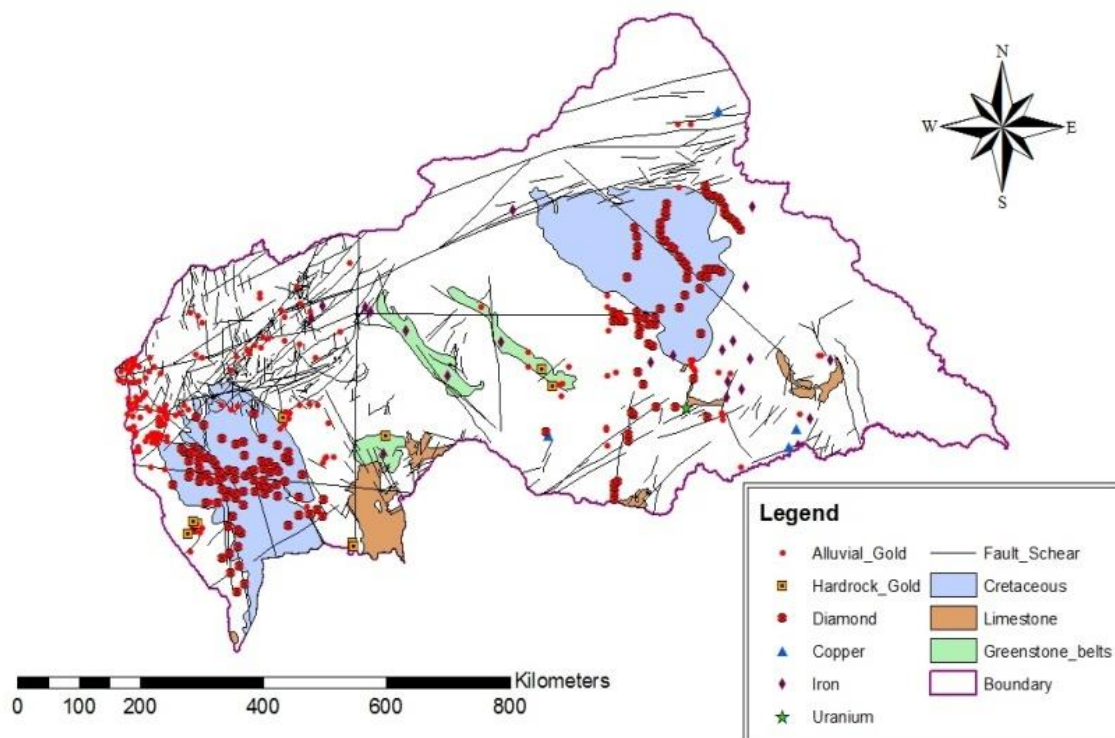 N
W E
S
Legend
Alluvial_Gold
Hardrock_Gold
Diamond
Copper
Iron
Uranium
Fault_Schear
Cretaceous
Limestone
Greenstone_belts
Boundary
Kilometers
0 100 200 400 600 800